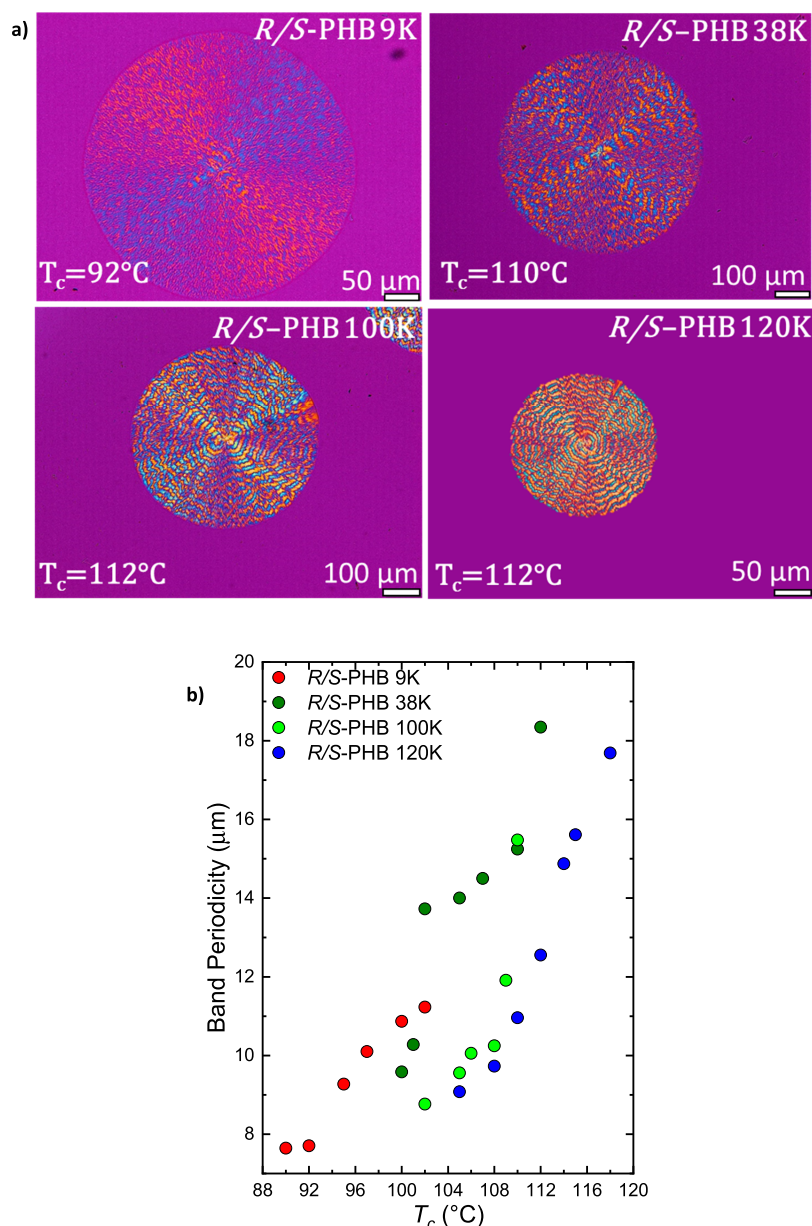 a)
R/S-PHB 9K
T_c=92°C
50 μm
R/S-PHB 38K
T_c=110°C
100 μm
R/S-PHB 100K
T_c=112°C
100 μm
R/S-PHB 120K
T_c=112°C
50 μm
b)
R/S-PHB 9K
R/S-PHB 38K
R/S-PHB 100K
R/S-PHB 120K
Band Periodicity (μm)
20
18
16
14
12
10
8
88 92 96 100 104 108 112 116 120
T_c (°C)